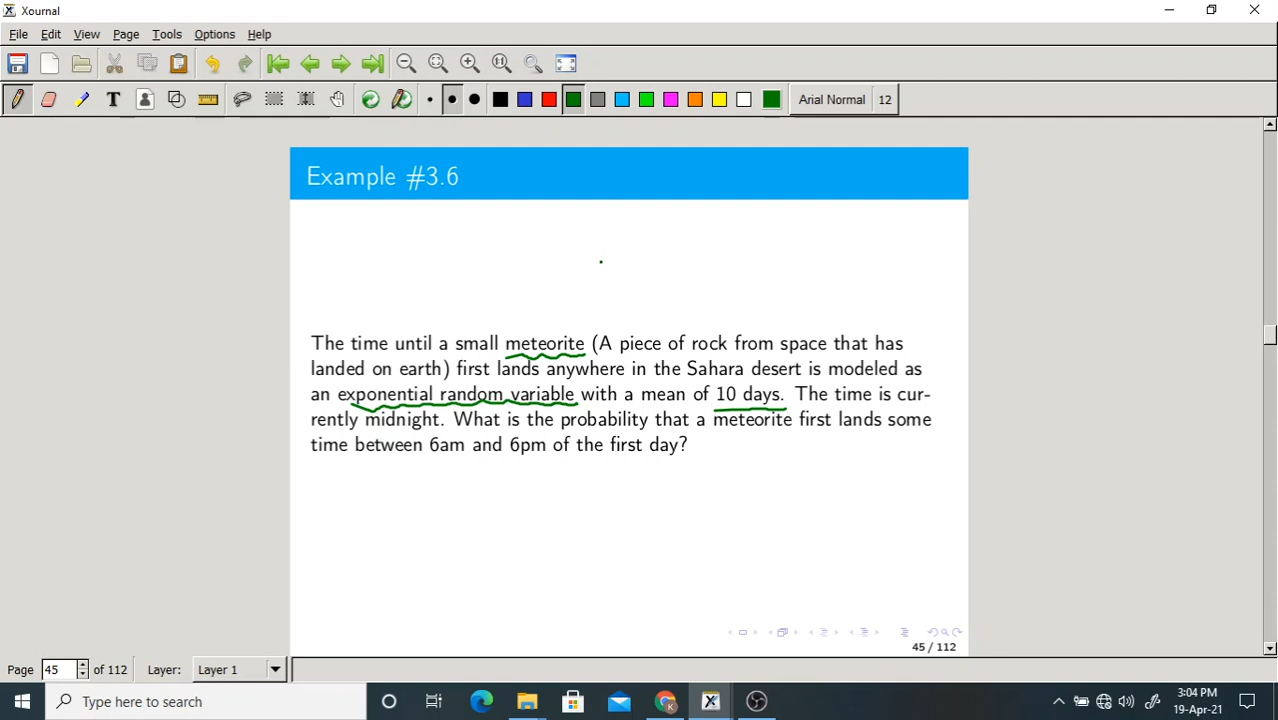 Xournal
File Edit View Page Tools Options Help
Arial Normal 12
Example #3.6
The time until a small meteorite (A piece of rock from space that has
landed on earth) first lands anywhere in the Sahara desert is modeled as
an exponential random variable with a mean of 10 days. The time is cur-
rently midnight. What is the probability that a meteorite first lands some
time between 6am and 6pm of the first day?
45 / 112
Page 45 of 112 Layer: Layer 1
Type here to search
3:04 PM
19-Apr-21